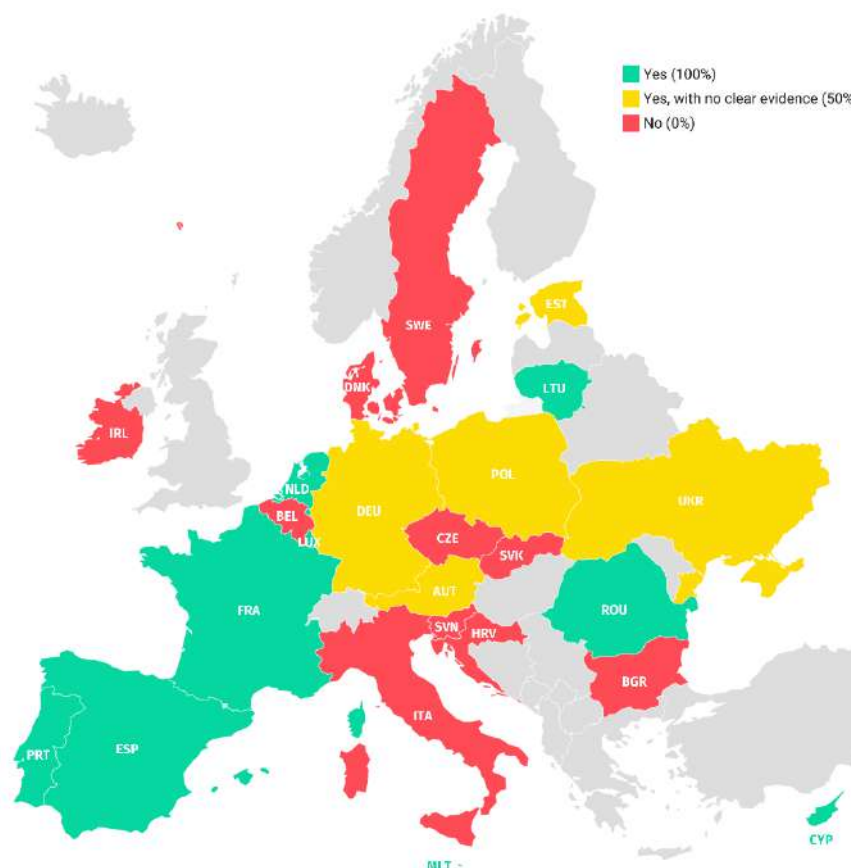 Yes (100%)
Yes, with no clear evidence (50%
No (0%)
SWE
EST
DNK
LTU
IRL
NLD
POL
UKR
DEU
BEL
CZE
LUX
SVK
AUT
FRA
ROU
SVN
HRV
BGR
ITA
PRT
ESP
CYP
MLT